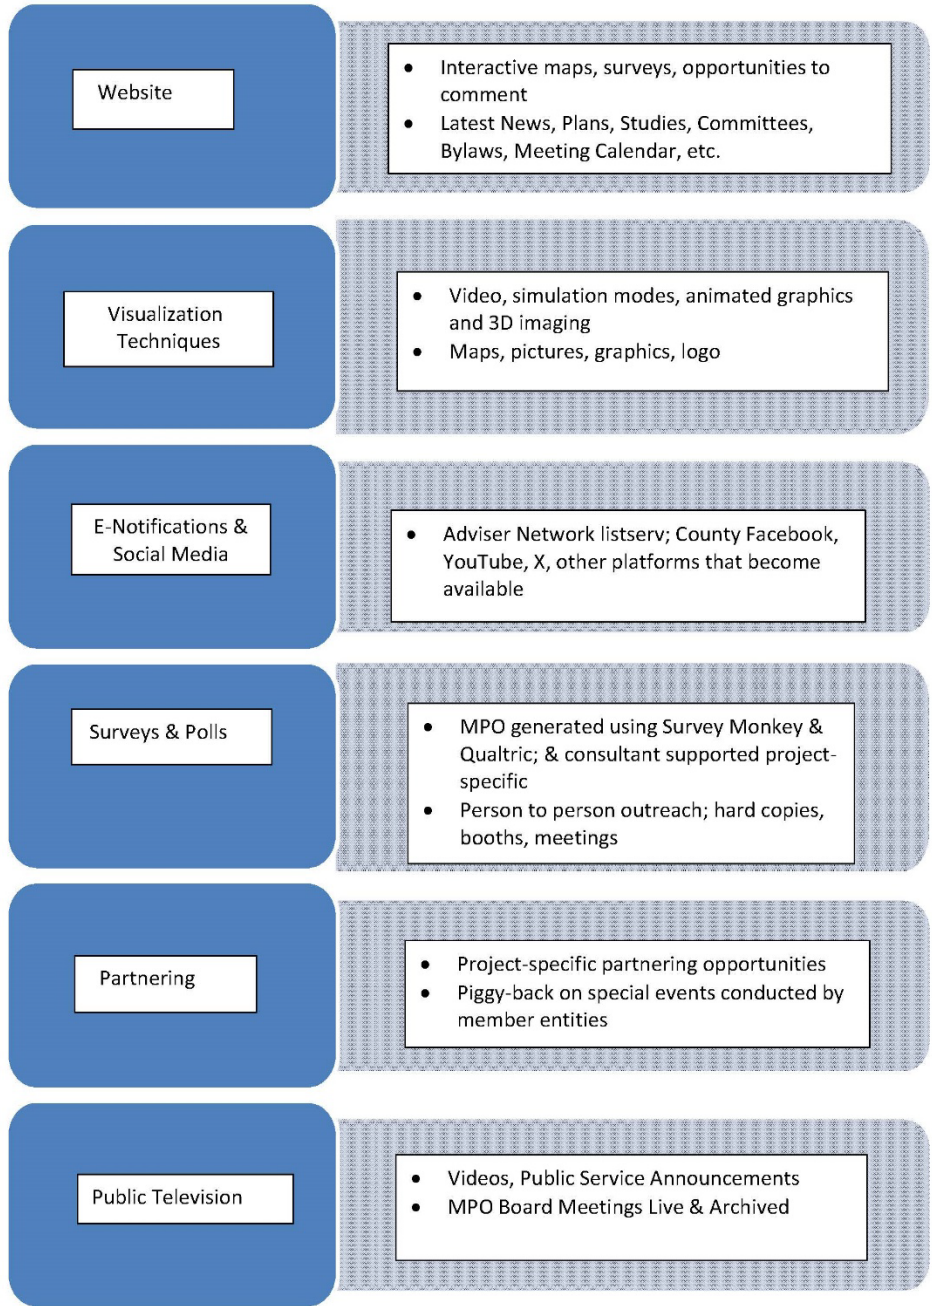 Website
• Interactive maps, surveys, opportunities to
comment
• Latest News, Plans, Studies, Committees,
Bylaws, Meeting Calendar, etc.
Visualization
Techniques
• Video, simulation modes, animated graphics
and 3D imaging
• Maps, pictures, graphics, logo
E-Notifications &
Social Media
• Adviser Network listserv; County Facebook,
YouTube, X, other platforms that become
available
Surveys & Polls
• MPO generated using Survey Monkey &
Qualtric; & consultant supported project-
specific
• Person to person outreach; hard copies,
booths, meetings
Partnering
• Project-specific partnering opportunities
• Piggy-back on special events conducted by
member entities
Public Television
• Videos, Public Service Announcements
• MPO Board Meetings Live & Archived